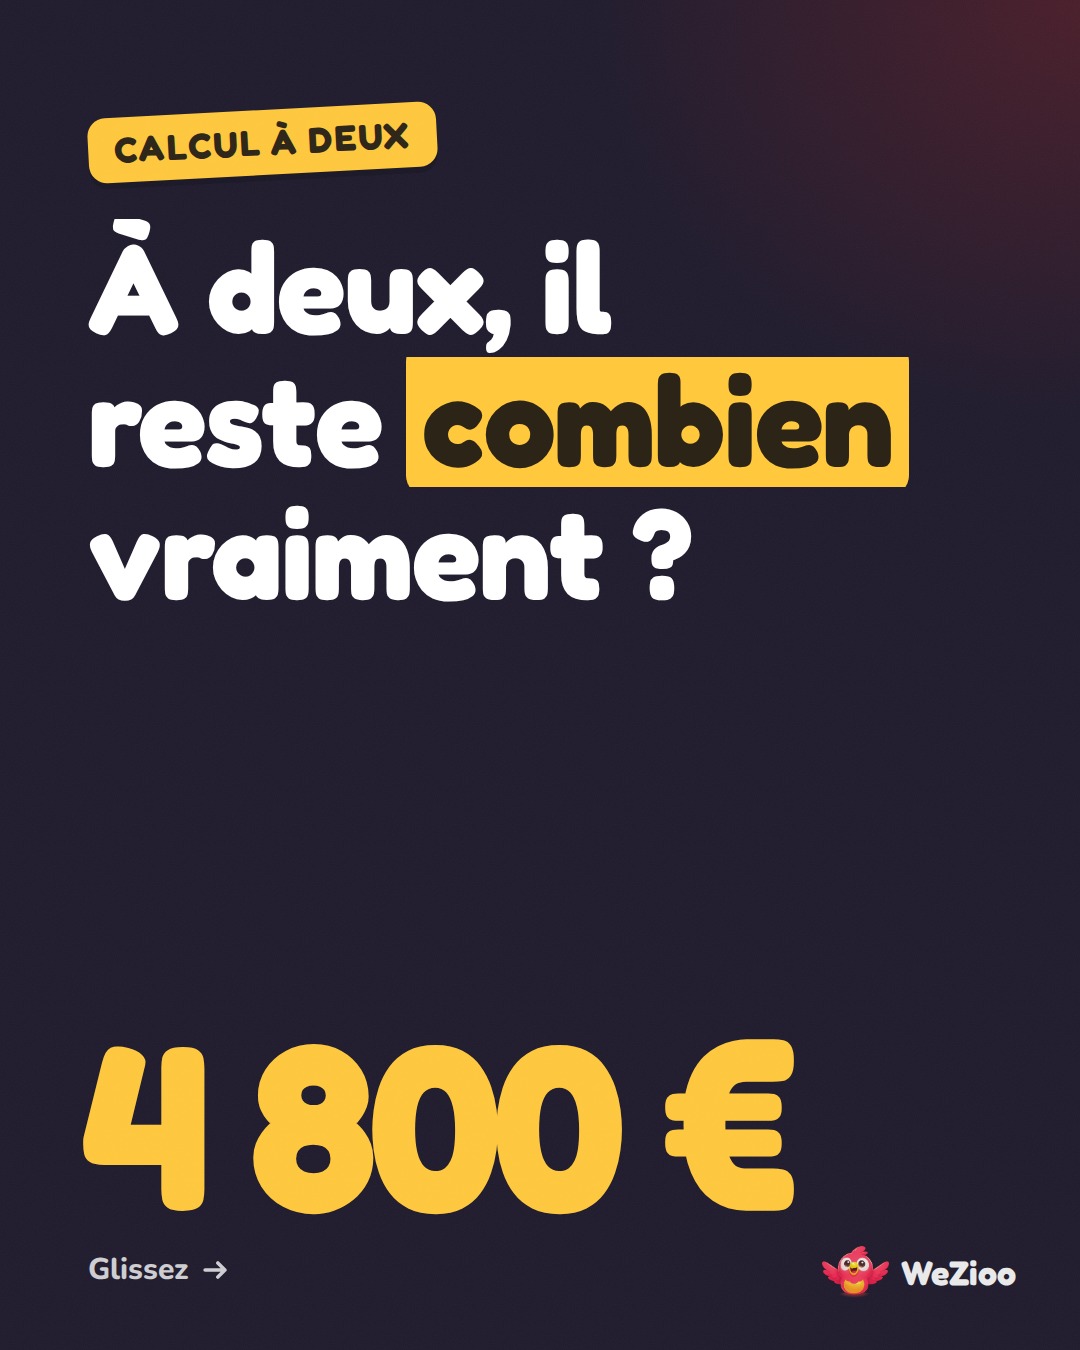 CALCUL À DEUX
À deux, il
reste combien
vraiment ?
4 800 €
Glissez →
WeZioo